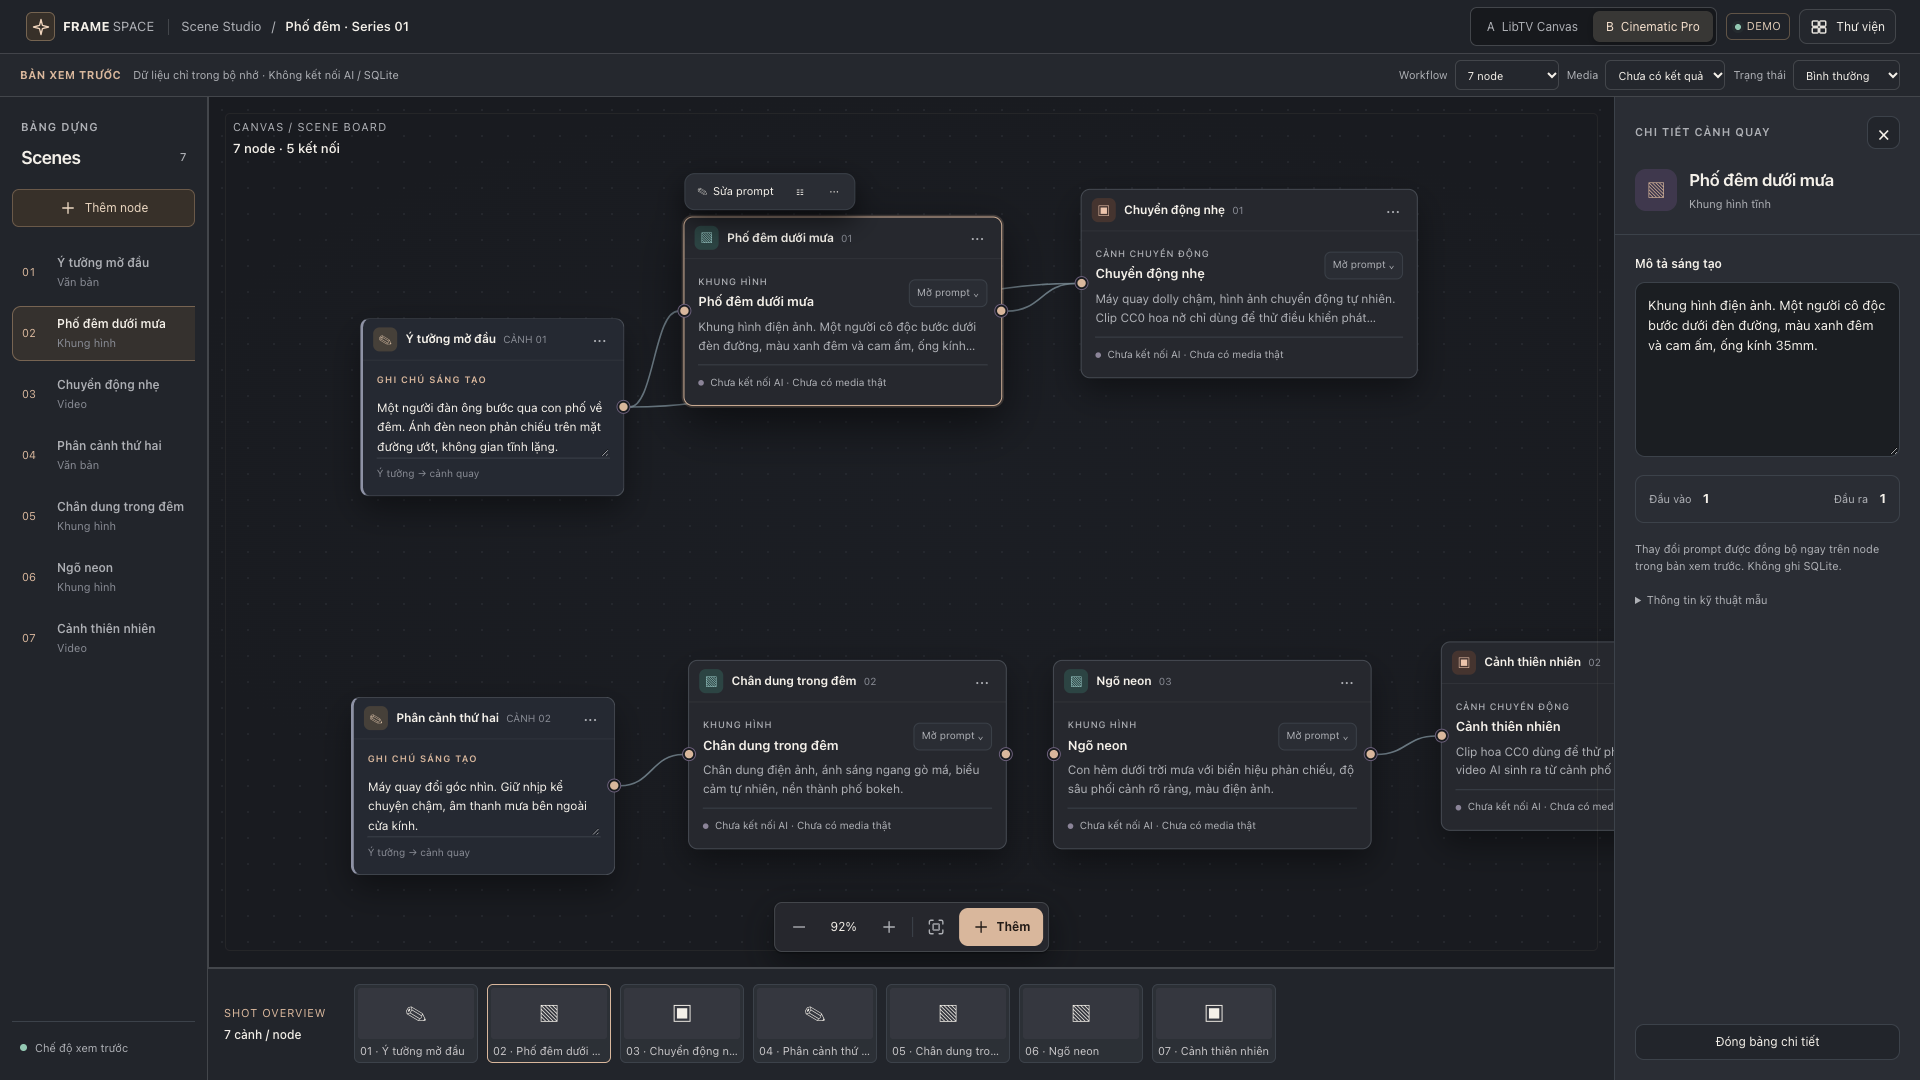 FRAME SPACE
Scene Studio / Phố đêm · Series 01
A LibTV Canvas
B Cinematic Pro
DEMO
Thư viện
BẢN XEM TRƯỚC Dữ liệu chỉ trong bộ nhớ · Không kết nối AI / SQLite
Workflow 7 node
Media Chưa có kết quả
Trạng thái Bình thường
BẢNG DỰNG
Scenes 7
+ Thêm node
01 Ý tưởng mở đầu
Văn bản
02 Phố đêm dưới mưa
Khung hình
03 Chuyển động nhẹ
Video
04 Phân cảnh thứ hai
Văn bản
05 Chân dung trong đêm
Khung hình
06 Ngõ neon
Khung hình
07 Cảnh thiên nhiên
Video
Chế độ xem trước
CANVAS / SCENE BOARD
7 node · 5 kết nối
Sửa prompt
Ý tưởng mở đầu CẢNH 01
GHI CHÚ SÁNG TẠO
Một người đàn ông bước qua con phố về
đêm. Ánh đèn neon phản chiếu trên mặt
đường ướt, không gian tĩnh lặng.
Ý tưởng → cảnh quay
Phố đêm dưới mưa 01
KHUNG HÌNH
Phố đêm dưới mưa
Mở prompt
Khung hình điện ảnh. Một người cô độc bước dưới
đèn đường, màu xanh đêm và cam ấm, ống kính...
Chưa kết nối AI · Chưa có media thật
Chuyển động nhẹ 01
CẢNH CHUYỂN ĐỘNG
Chuyển động nhẹ
Mở prompt
Máy quay dolly chậm, hình ảnh chuyển động tự nhiên.
Clip CC0 hoa nở chỉ dùng để thử điều khiển phát...
Chưa kết nối AI · Chưa có media thật
Phân cảnh thứ hai CẢNH 02
GHI CHÚ SÁNG TẠO
Máy quay đổi góc nhìn. Giữ nhịp kể
chuyện chậm, âm thanh mưa bên ngoài
cửa kính.
Ý tưởng → cảnh quay
Chân dung trong đêm 02
KHUNG HÌNH
Chân dung trong đêm
Mở prompt
Chân dung điện ảnh, ánh sáng ngang gò má, biểu
cảm tự nhiên, nền thành phố bokeh.
Chưa kết nối AI · Chưa có media thật
Ngõ neon 03
KHUNG HÌNH
Ngõ neon
Mở prompt
Con hẻm dưới trời mưa với biển hiệu phản chiếu, độ
sâu phối cảnh rõ ràng, màu điện ảnh.
Chưa kết nối AI · Chưa có media thật
Cảnh thiên nhiên 02
CẢNH CHUYỂN ĐỘNG
Cảnh thiên nhiên
Clip hoa CC0 dùng để thử ph
video AI sinh ra từ cảnh phố
Chưa kết nối AI · Chưa có med
92%
+ Thêm
SHOT OVERVIEW
7 cảnh / node
01 · Ý tưởng mở đầu
02 · Phố đêm dưới ...
03 · Chuyển động n...
04 · Phân cảnh thứ ...
05 · Chân dung tro...
06 · Ngõ neon
07 · Cảnh thiên nhiên
CHI TIẾT CẢNH QUAY
Phố đêm dưới mưa
Khung hình tĩnh
Mô tả sáng tạo
Khung hình điện ảnh. Một người cô độc
bước dưới đèn đường, màu xanh đêm
và cam ấm, ống kính 35mm.
Đầu vào 1
Đầu ra 1
Thay đổi prompt được đồng bộ ngay trên node
trong bản xem trước. Không ghi SQLite.
Thông tin kỹ thuật mẫu
Đóng bảng chi tiết